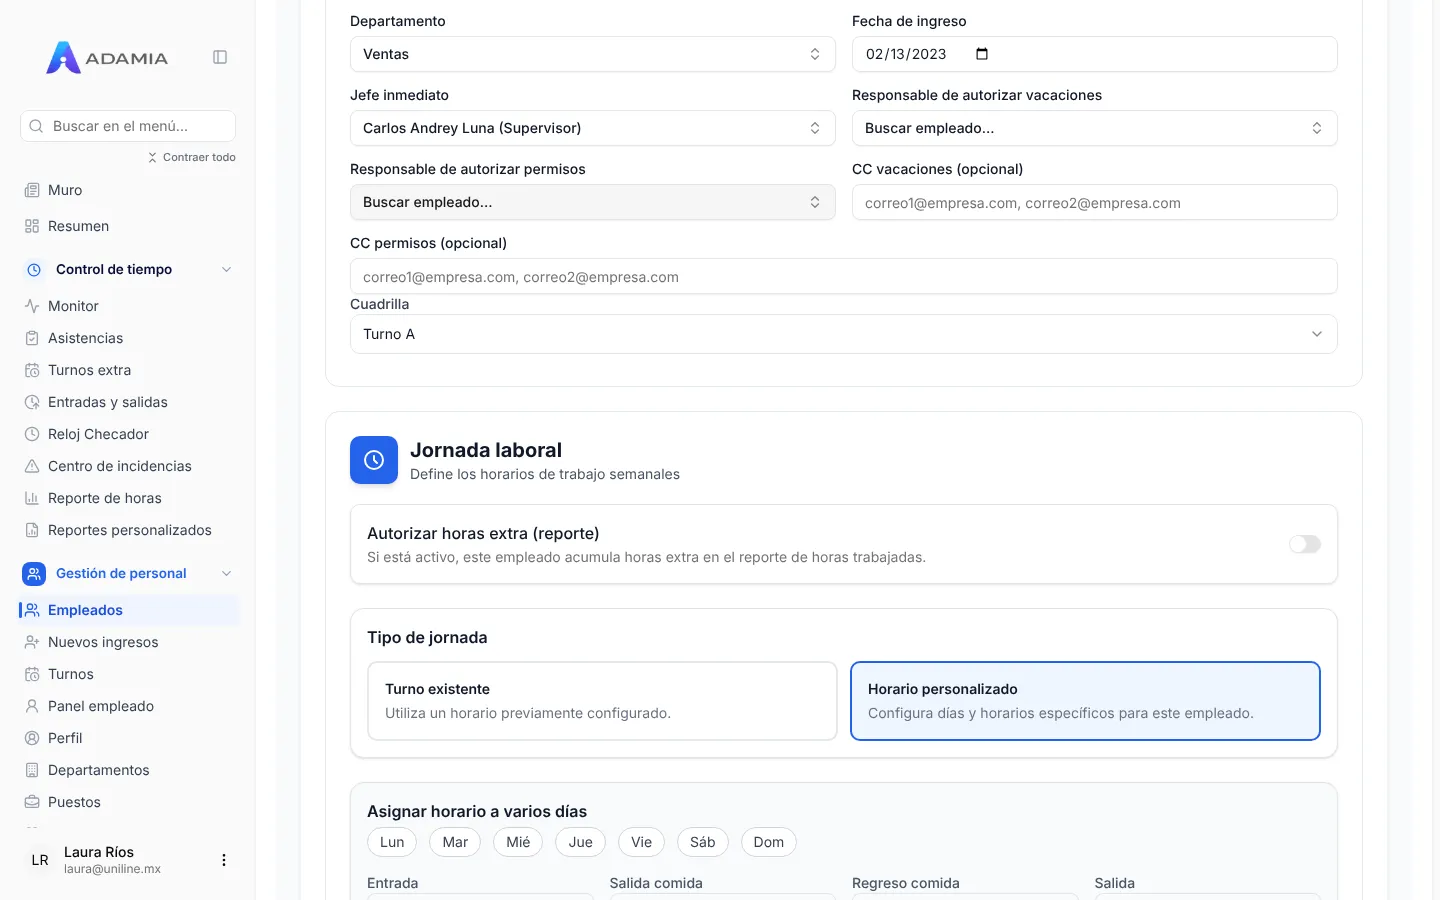 ADAMIA
Buscar en el menú...
Contraer todo
Muro
Resumen
Control de tiempo
Monitor
Asistencias
Turnos extra
Entradas y salidas
Reloj Checador
Centro de incidencias
Reporte de horas
Reportes personalizados
Gestión de personal
Empleados
Nuevos ingresos
Turnos
Panel empleado
Perfil
Departamentos
Puestos
LR
Laura Ríos
laura@uniline.mx
Departamento
Ventas
Fecha de ingreso
02/13/2023
Jefe inmediato
Carlos Andrey Luna (Supervisor)
Responsable de autorizar vacaciones
Buscar empleado...
Responsable de autorizar permisos
Buscar empleado...
CC vacaciones (opcional)
correo1@empresa.com, correo2@empresa.com
CC permisos (opcional)
correo1@empresa.com, correo2@empresa.com
Cuadrilla
Turno A
Jornada laboral
Define los horarios de trabajo semanales
Autorizar horas extra (reporte)
Si está activo, este empleado acumula horas extra en el reporte de horas trabajadas.
Tipo de jornada
Turno existente
Utiliza un horario previamente configurado.
Horario personalizado
Configura días y horarios específicos para este empleado.
Asignar horario a varios días
Lun Mar Mié Jue Vie Sáb Dom
Entrada Salida comida Regreso comida Salida